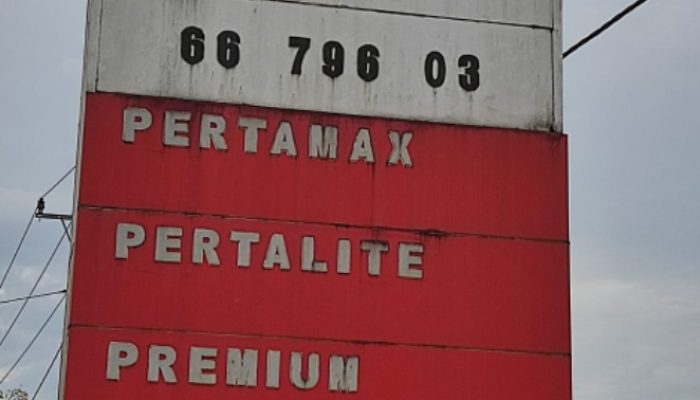 66 796 03
PERTAMAX
PERTALITE
PREMIUM